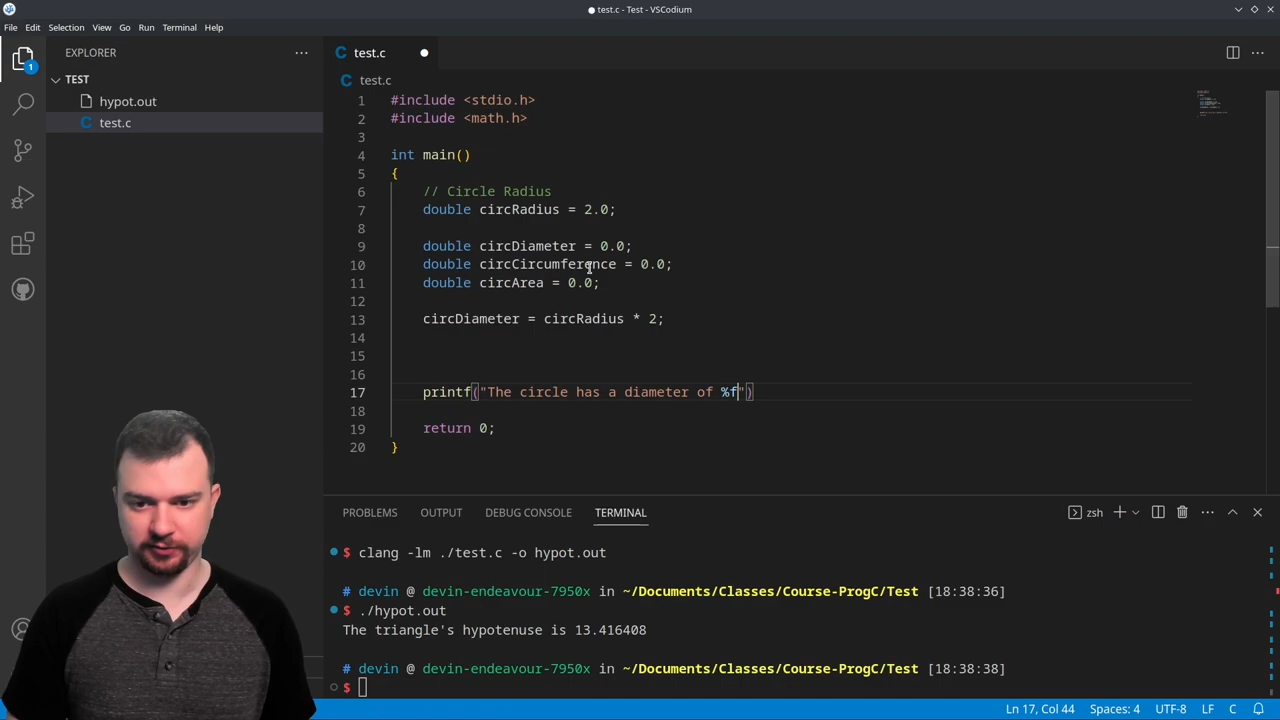 ● test.c - Test - VSCodium
File Edit Selection View Go Run Terminal Help
EXPLORER
test.c
1
TEST
test.c
hypot.out
test.c
1 #include <stdio.h>
2 #include <math.h>
3
4 int main()
5 {
6 // Circle Radius
7 double circRadius = 2.0;
8
9 double circDiameter = 0.0;
10 double circCircumference = 0.0;
11 double circArea = 0.0;
12
13 circDiameter = circRadius * 2;
14
15
16
17 printf("The circle has a diameter of %f")
18
19 return 0;
20 }
PROBLEMS OUTPUT DEBUG CONSOLE TERMINAL
zsh
$ clang -lm ./test.c -o hypot.out
# devin @ devin-endeavour-7950x in ~/Documents/Classes/Course-ProgC/Test [18:38:36]
$ ./hypot.out
The triangle's hypotenuse is 13.416408
# devin @ devin-endeavour-7950x in ~/Documents/Classes/Course-ProgC/Test [18:38:38]
$
Ln 17, Col 44 Spaces: 4 UTF-8 LF C